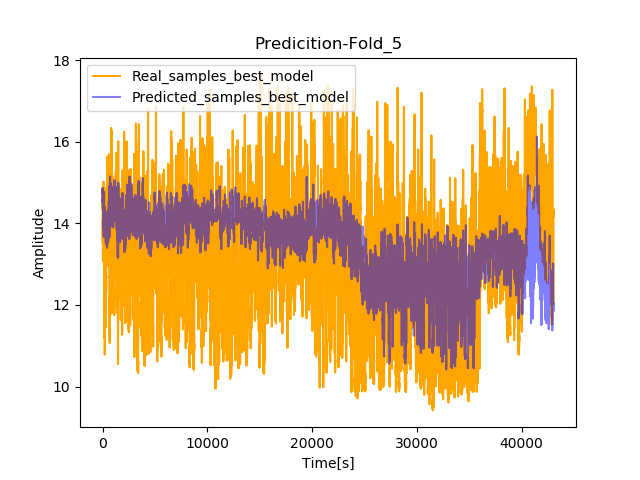 Predicition-Fold_5
Real_samples_best_model
Predicted_samples_best_model
Amplitude
18
16
14
12
10
0 10000 20000 30000 40000
Time[s]